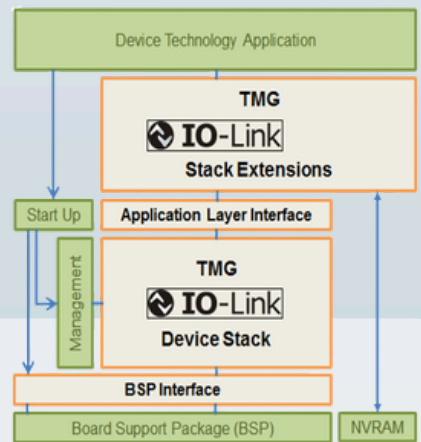 Device Technology Application
TMG
IO-Link
Stack Extensions
Start Up
Application Layer Interface
Management
TMG
IO-Link
Device Stack
BSP Interface
Board Support Package (BSP)
NVRAM